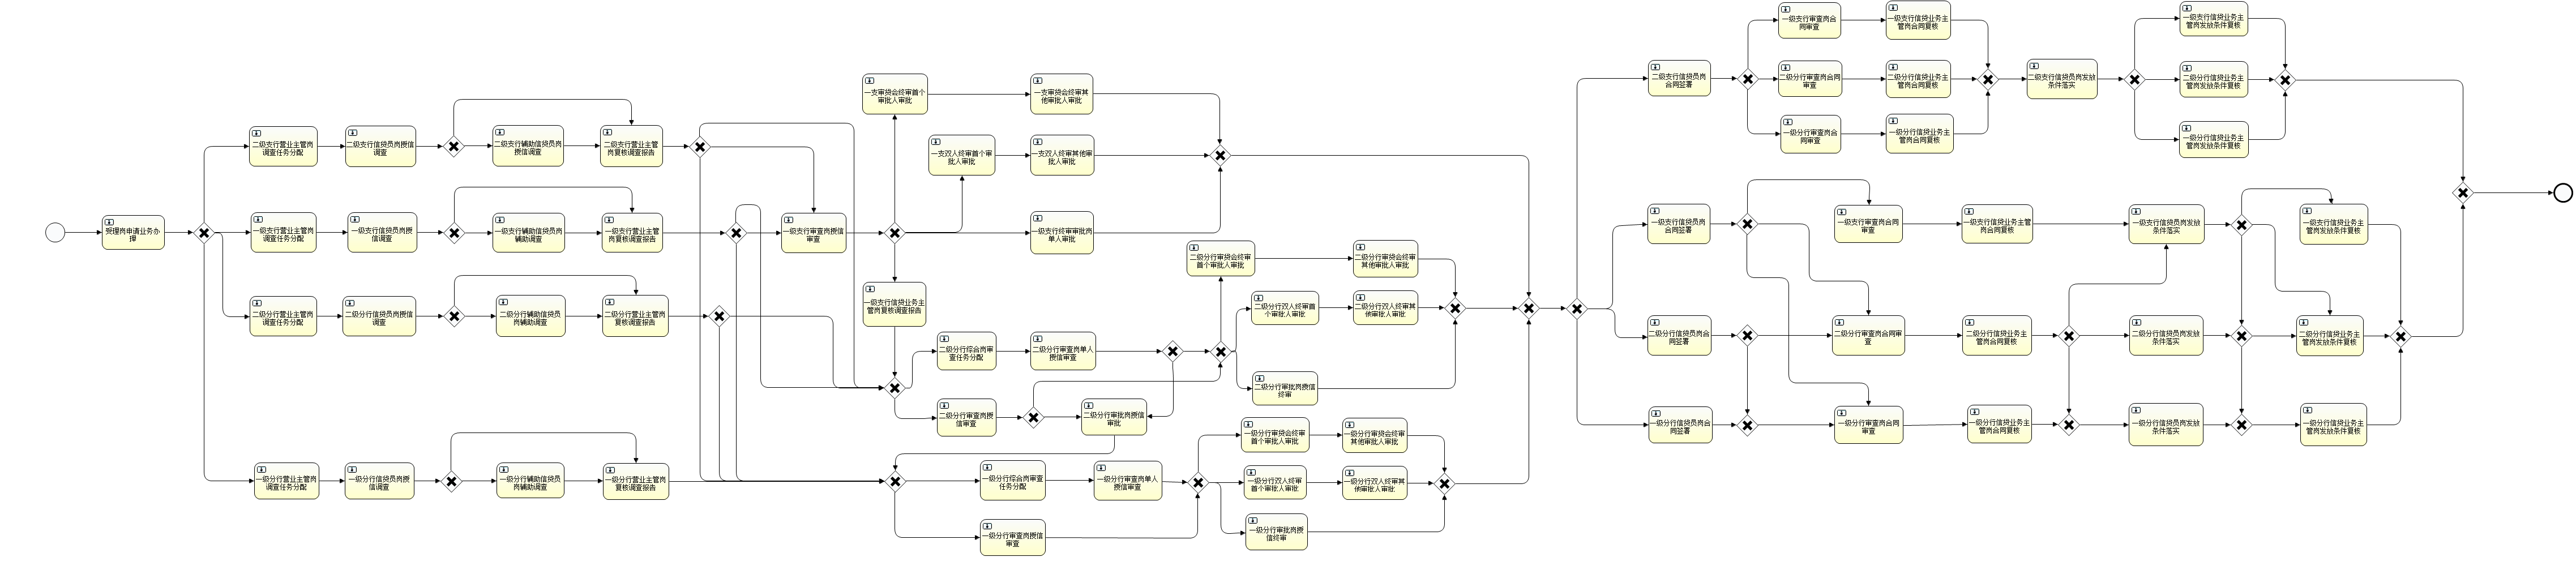 受理岗申请业务办
理
二级支行营业主管岗
调查任务分配
二级支行信贷员岗授信
调查
二级支行辅助信贷员岗
授信调查
二级支行营业主管
岗复核调查报告
一级支行营业主管岗
调查任务分配
一级支行信贷员岗授
信调查
一级支行辅助信贷员
岗辅助调查
一级支行营业主管
岗复核调查报告
二级分行营业主管岗
调查任务分配
二级分行信贷员岗授信
调查
二级分行辅助信贷员
岗辅助调查
二级分行营业主管岗
复核调查报告
一级分行营业主管岗
调查任务分配
一级分行信贷员岗授
信调查
一级分行辅助信贷员
岗辅助调查
一级分行营业主管岗
复核调查报告
一级支行审查岗授信
审查
一支审贷会终审首个
审批人审批
一支审贷会终审其
他审批人审批
一支双人终审首个审
批人审批
一支双人终审其他审
批人审批
一级支行终审审批岗
单人审批
一级支行信贷业务主
管岗复核调查报告
二级分行综合岗审
查任务分配
二级分行审查岗单人
授信审查
二级分行审查岗授
信审查
二级分行审批岗授信
审批
二级分行审贷会终审
首个审批人审批
二级分行审贷会终审
其他审批人审批
二级分行双人终审首
个审批人审批
二级分行双人终审其
他审批人审批
二级分行审批岗授信
终审
一级分行综合岗审查
任务分配
一级分行审查岗单人
授信审查
一级分行审查岗授信
审查
一级分行审贷会终审
首个审批人审批
一级分行审贷会终审
其他审批人审批
一级分行双人终审
首个审批人审批
一级分行双人终审其
他审批人审批
一级分行审批岗授
信终审
二级支行信贷员岗
合同签署
一级支行审查岗合
同审查
一级支行信贷业务主
管岗合同复核
二级分行审查岗合同
审查
二级分行信贷业务主
管岗合同复核
一级分行审查岗合
同审查
一级分行信贷业务主
管岗合同复核
二级支行信贷员岗发放
条件落实
一级支行信贷业务主
管岗发放条件复核
二级分行信贷业务主
管岗发放条件复核
一级分行信贷业务主
管岗发放条件复核
一级支行信贷员岗
合同签署
一级支行审查岗合同
审查
一级支行信贷业务主管
岗合同复核
一级支行信贷员岗发放
条件落实
一级支行信贷业务主
管岗发放条件复核
二级分行信贷员岗合
同签署
二级分行审查岗合同审
查
二级分行信贷业务主
管岗合同复核
二级分行信贷员岗发放
条件落实
二级分行信贷业务主
管岗发放条件复核
一级分行信贷员岗合
同签署
一级分行审查岗合同
审查
一级分行信贷业务主
管岗合同复核
一级分行信贷员岗发放
条件落实
一级分行信贷业务主
管岗发放条件复核